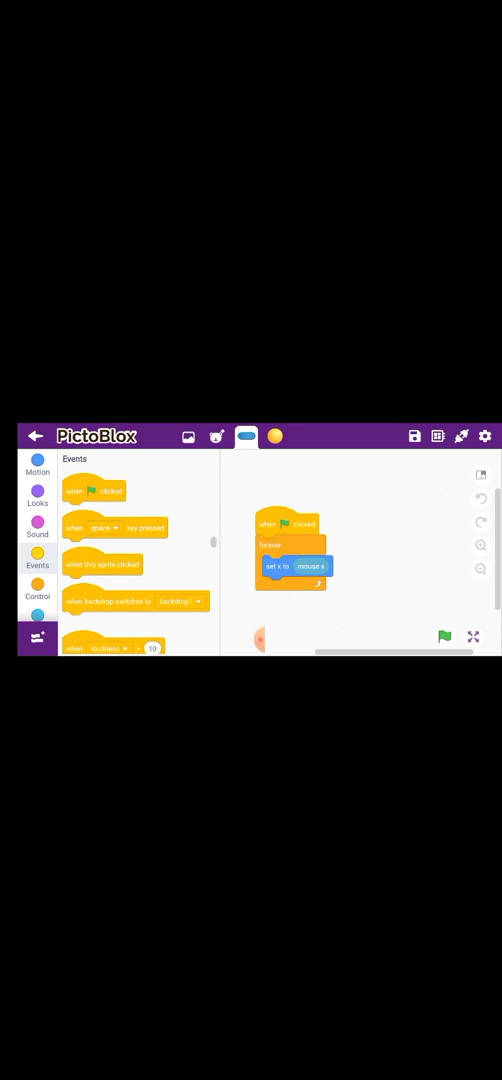 PictoBlox
Motion
Looks
Sound
Events
Control
Events
when clicked
when space key pressed
when this sprite clicked
when backdrop switches to backdrop1
when loudness > 10
when clicked
forever
set x to mouse x